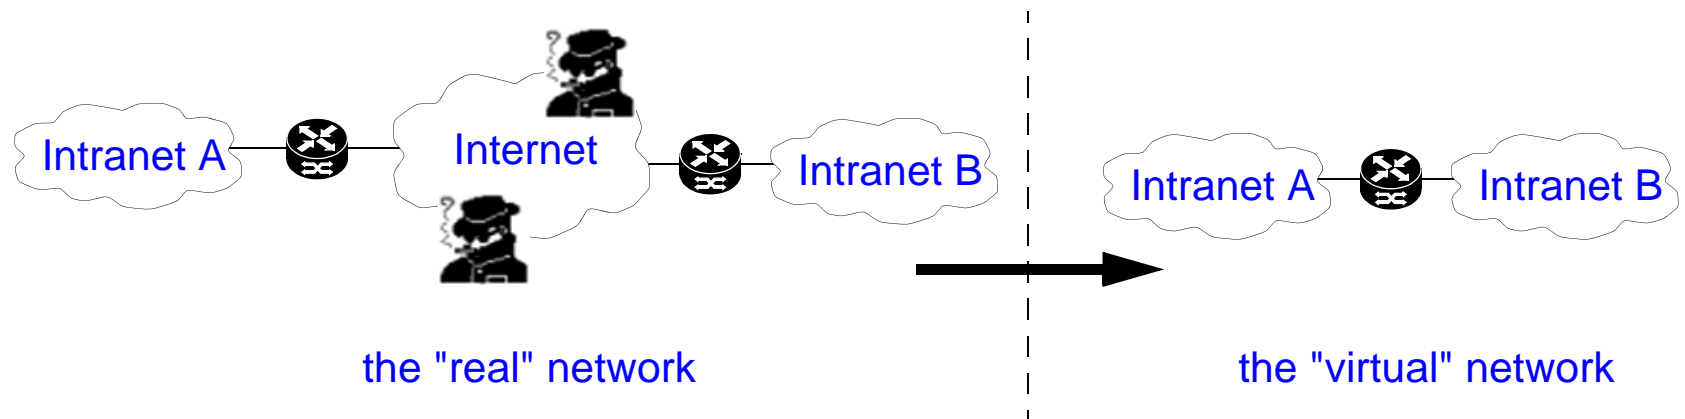 Intranet A
Internet
Intranet B
the "real" network
Intranet A
Intranet B
the "virtual" network